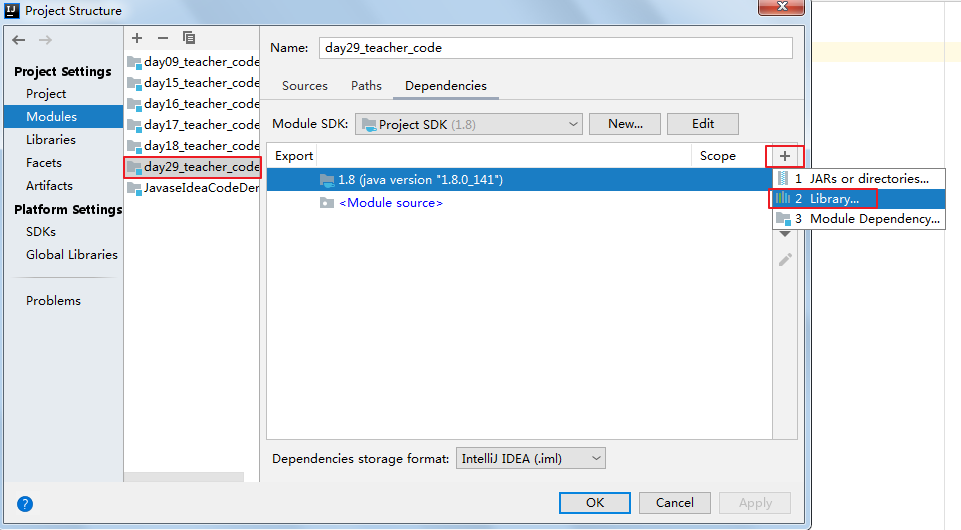 Project Structure
Project Settings
Project
Modules
Libraries
Facets
Artifacts
Platform Settings
SDKs
Global Libraries
Problems
day09_teacher_code
day15_teacher_code
day16_teacher_code
day17_teacher_code
day18_teacher_code
day29_teacher_code
JavaseIdeaCodeDer
Name: day29_teacher_code
Sources Paths Dependencies
Module SDK: Project SDK (1.8) New... Edit
Export Scope
1.8 (java version "1.8.0_141")
<Module source>
1 JARs or directories...
2 Library...
3 Module Dependency...
Dependencies storage format: IntelliJ IDEA (.iml)
? OK Cancel Apply